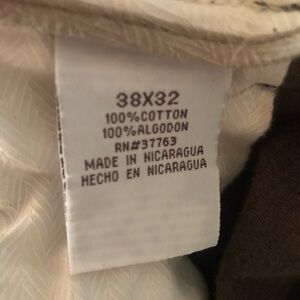 38X32
100%COTTON
100%ALGODON
RN#37763
MADE IN NICARAGUA
HECHO EN NICARAGUA